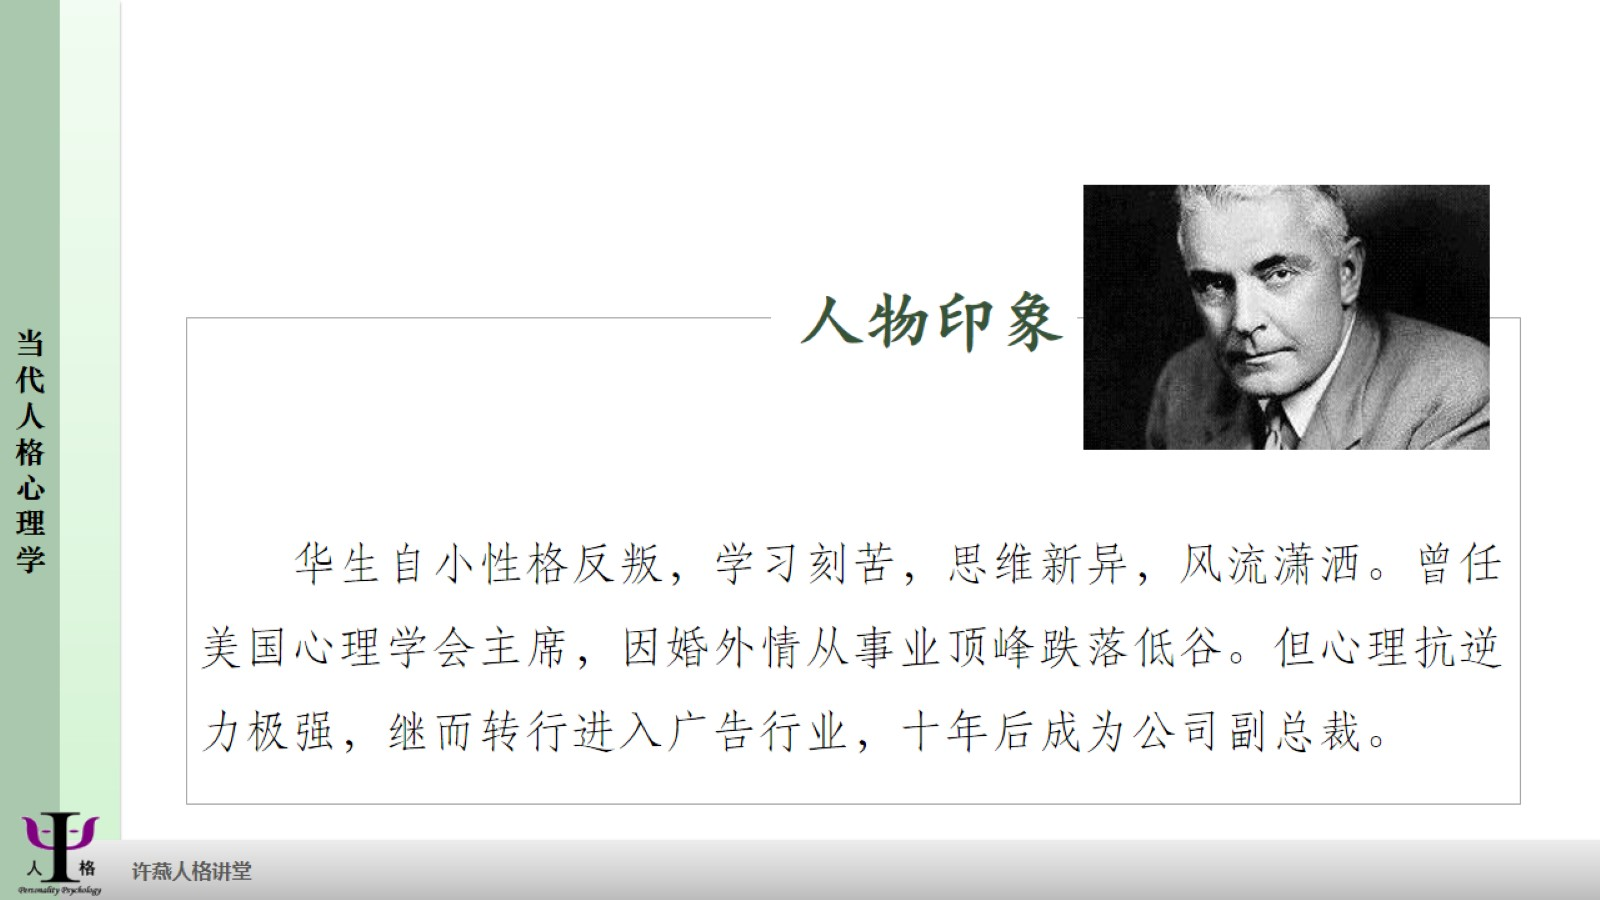 当代人格心理学
人物印象
华生自小性格反叛，学习刻苦，思维新异，风流潇洒。曾任
美国心理学会主席，因婚外情从事业顶峰跌落低谷。但心理抗逆
力极强，继而转行进入广告行业，十年后成为公司副总裁。
人格
Personality Psychology
许燕人格讲堂